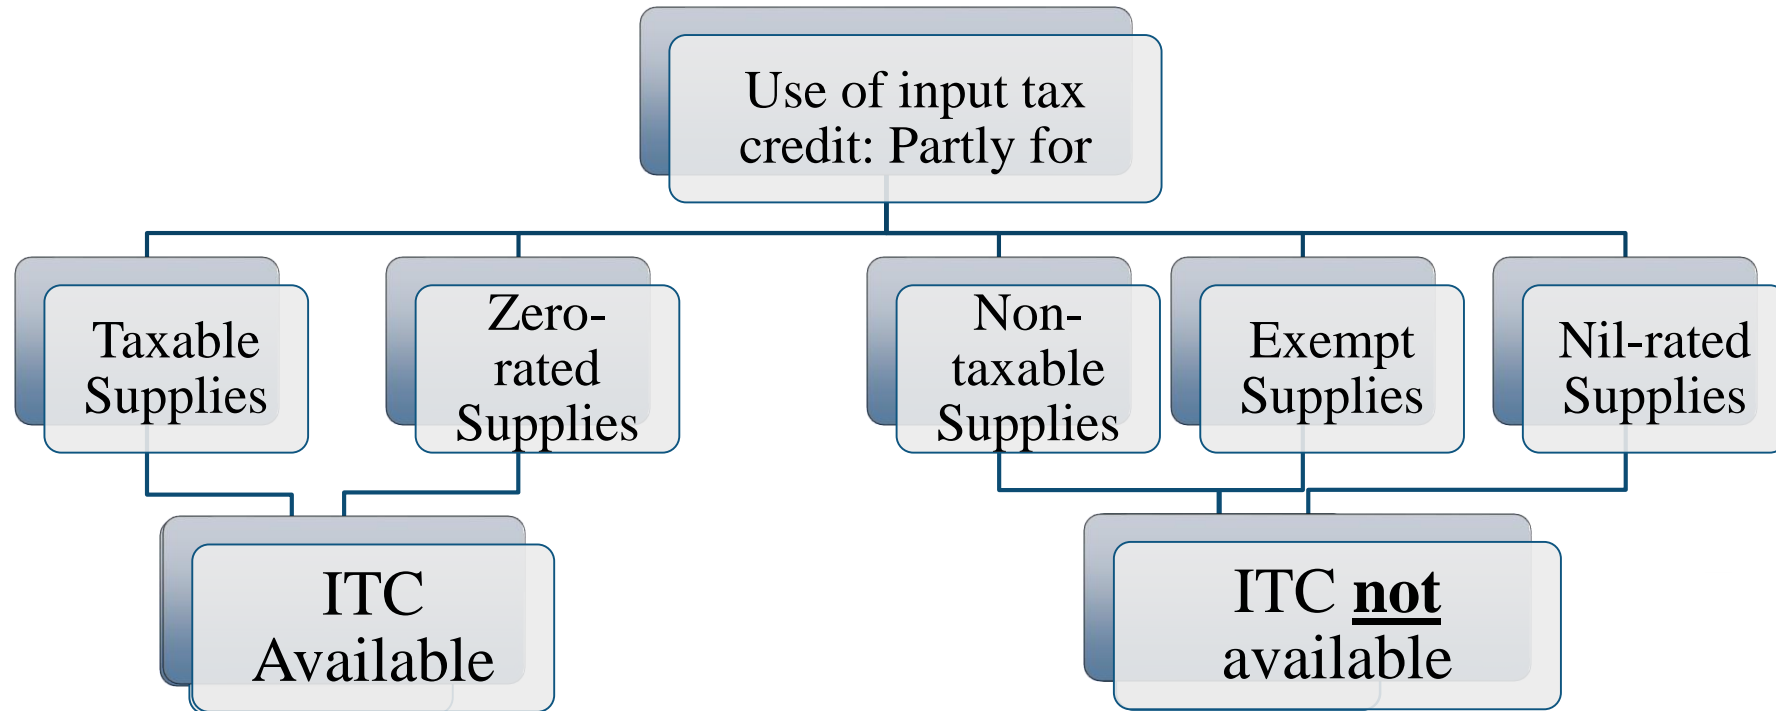 Use of input tax
credit: Partly for
Taxable
Supplies
Zero-
rated
Supplies
Non-
taxable
Supplies
Exempt
Supplies
Nil-rated
Supplies
ITC
Available
ITC not
available